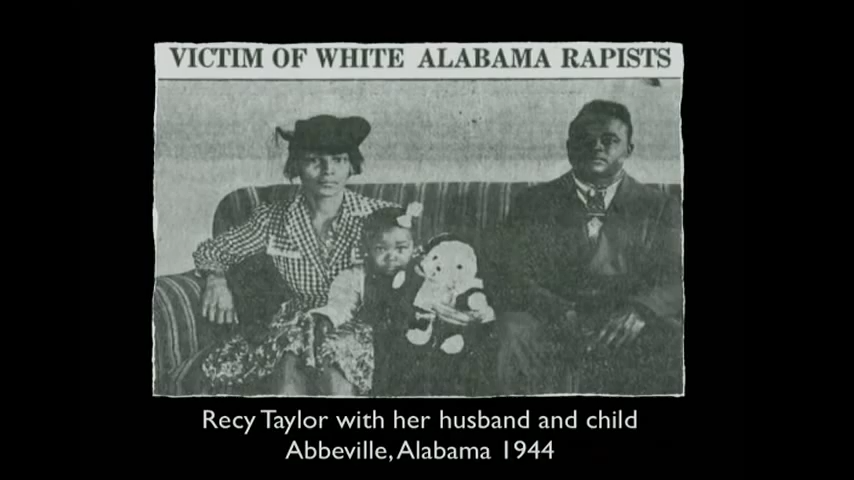 VICTIM OF WHITE ALABAMA RAPISTS
Recy Taylor with her husband and child
Abbeville, Alabama 1944